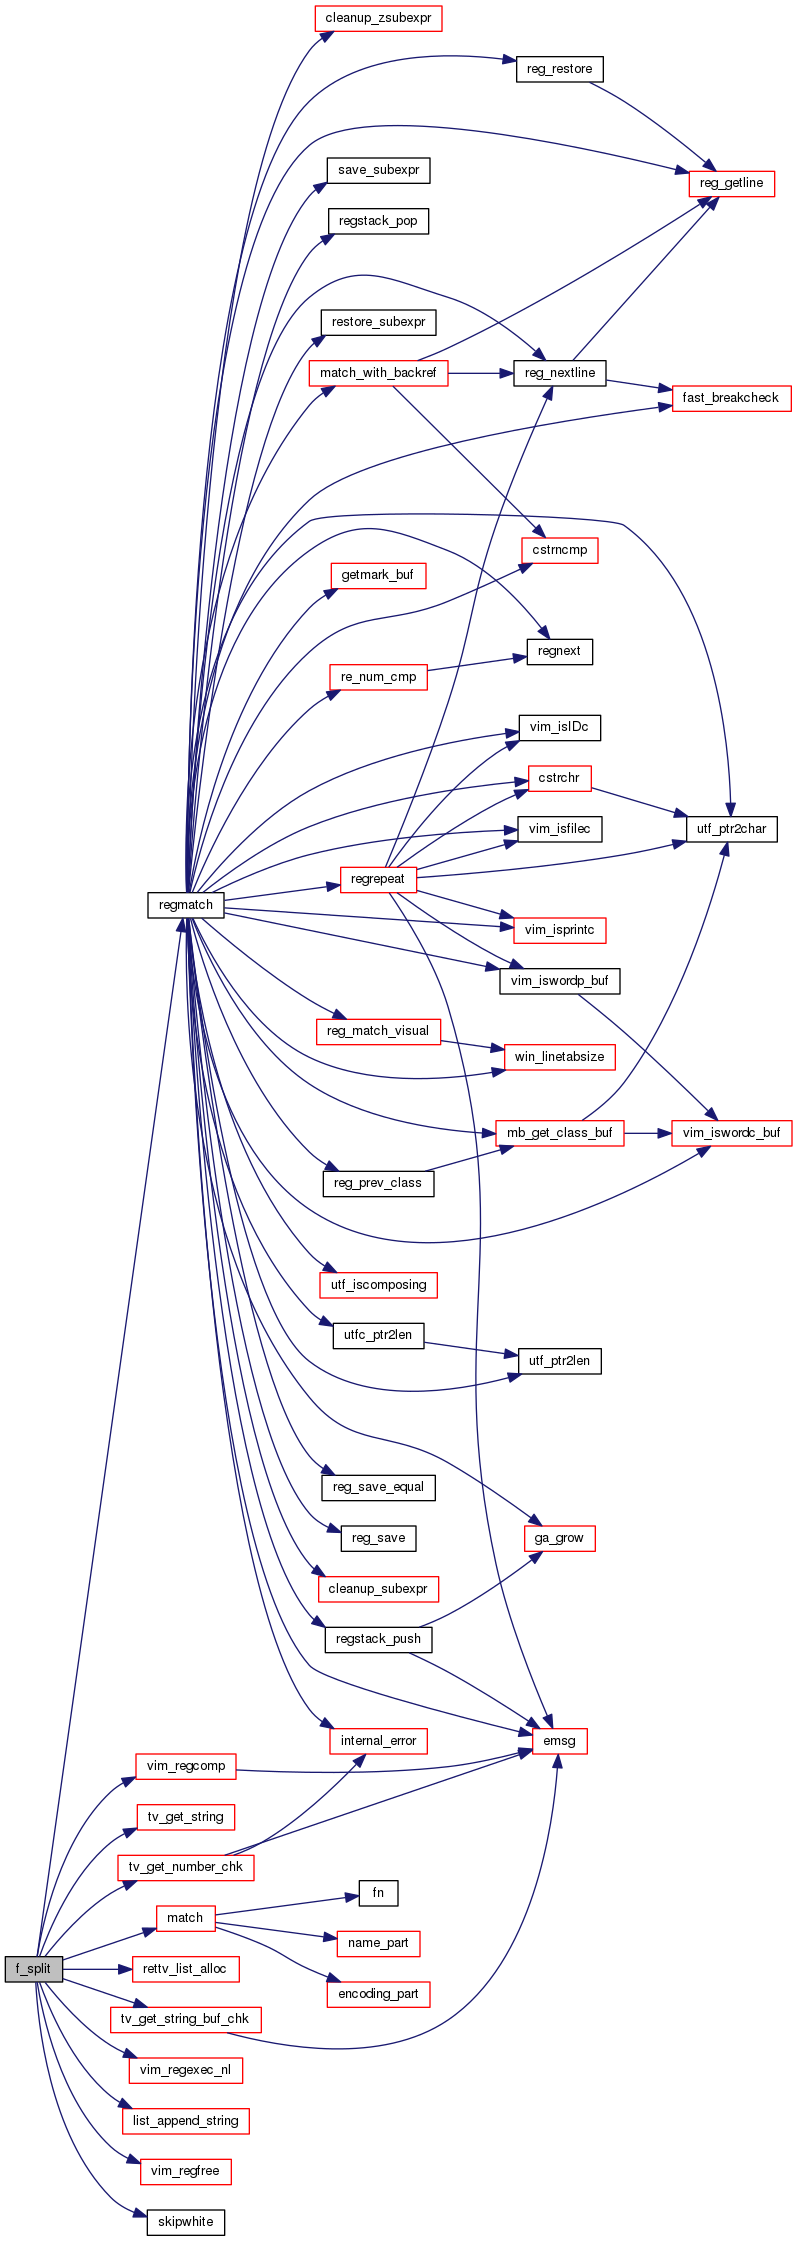 cleanup_zsubexpr
reg_restore
save_subexpr
reg_getline
regstack_pop
restore_subexpr
match_with_backref
reg_nextline
fast_breakcheck
cstrncmp
getmark_buf
regnext
re_num_cmp
vim_isIDc
cstrchr
vim_isfilec
utf_ptr2char
regrepeat
regmatch
vim_isprintc
vim_iswordp_buf
reg_match_visual
win_linetabsize
mb_get_class_buf
vim_iswordc_buf
reg_prev_class
utf_iscomposing
utfc_ptr2len
utf_ptr2len
reg_save_equal
reg_save
ga_grow
cleanup_subexpr
regstack_push
internal_error
emsg
vim_regcomp
tv_get_string
tv_get_number_chk
fn
match
name_part
f_split
rettv_list_alloc
encoding_part
tv_get_string_buf_chk
vim_regexec_nl
list_append_string
vim_regfree
skipwhite